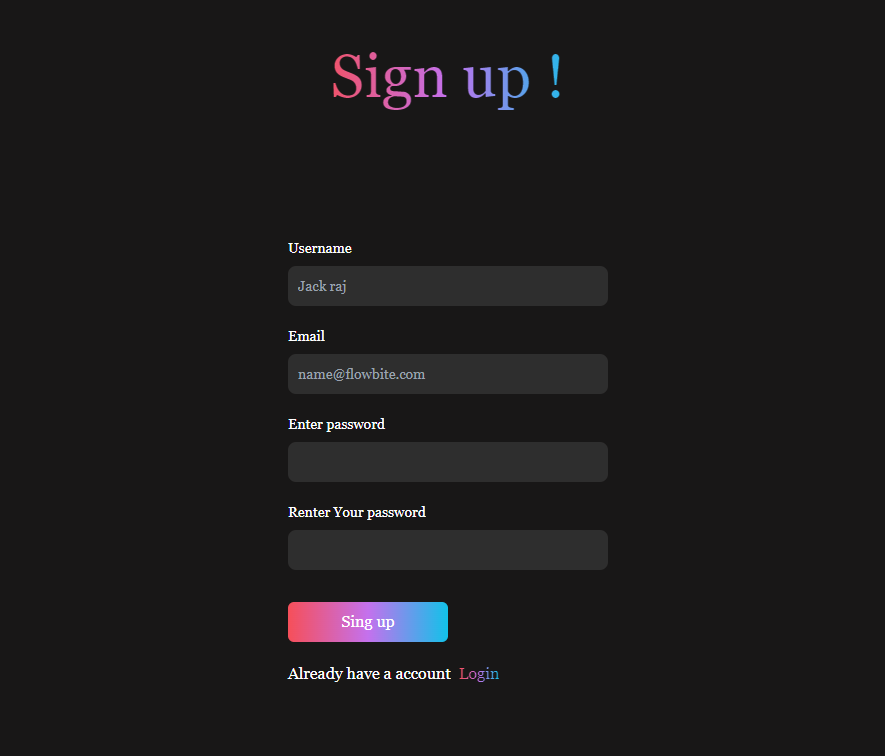 Sign up !
Username
Jack raj
Email
name@flowbite.com
Enter password
Renter Your password
Sing up
Already have a account Login